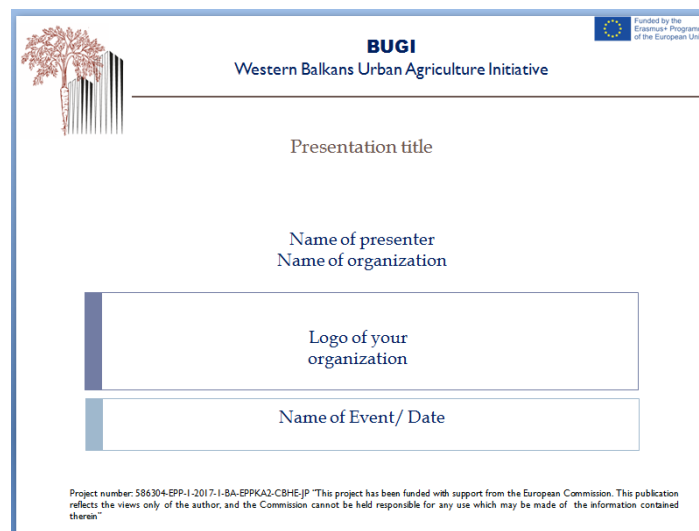 BUGI
Western Balkans Urban Agriculture Initiative
Funded by the
Erasmus+ Programme
of the European Union
Presentation title
Name of presenter
Name of organization
Logo of your
organization
Name of Event/ Date
Project number: 586304-EPP-1-2017-1-BA-EPPKA2-CBHE-JP "This project has been funded with support from the European Commission. This publication
reflects the views only of the author, and the Commission cannot be held responsible for any use which may be made of the information contained
therein"